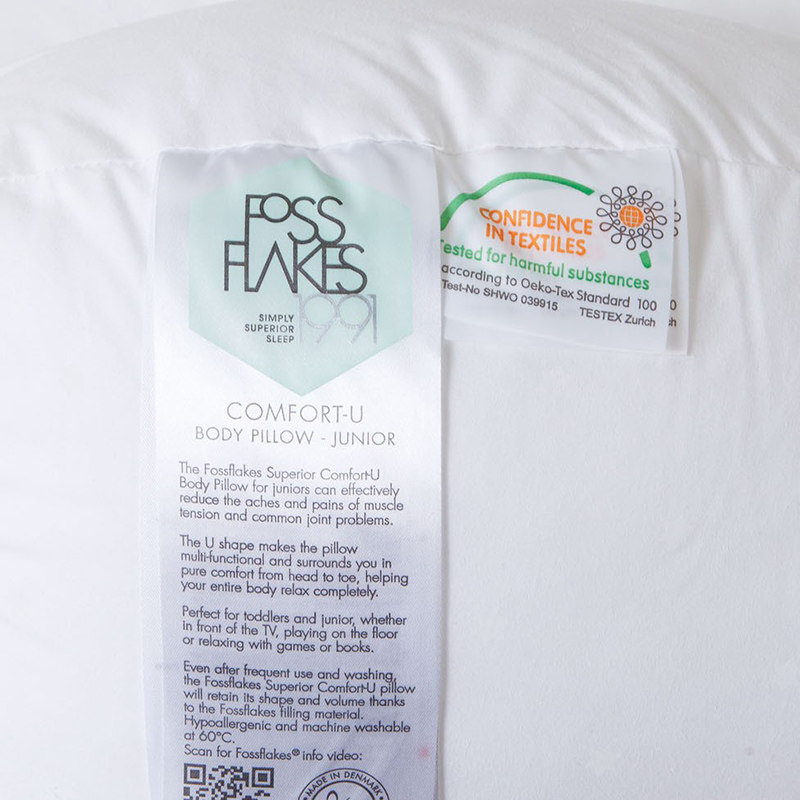 FOSS
FLAKES
1991
SIMPLY
SUPERIOR
SLEEP
COMFORT-U
BODY PILLOW - JUNIOR
The Fossflakes Superior Comfort-U
Body Pillow for juniors can effectively
reduce the aches and pains of muscle
tension and common joint problems.
The U shape makes the pillow
multi-functional and surrounds you in
pure comfort from head to toe, helping
your entire body relax completely.
Perfect for toddlers and junior, whether
in front of the TV, playing on the floor
or relaxing with games or books.
Even after frequent use and washing,
the Fossflakes Superior Comfort-U pillow
will retain its shape and volume thanks
to the Fossflakes filling material.
Hypoallergenic and machine washable
at 60°C.
Scan for Fossflakes® info video:
MADE IN DENMARK
CONFIDENCE
IN TEXTILES
Tested for harmful substances
according to Oeko-Tex Standard 100
Test-No SHWO 039915 TESTEX Zurich